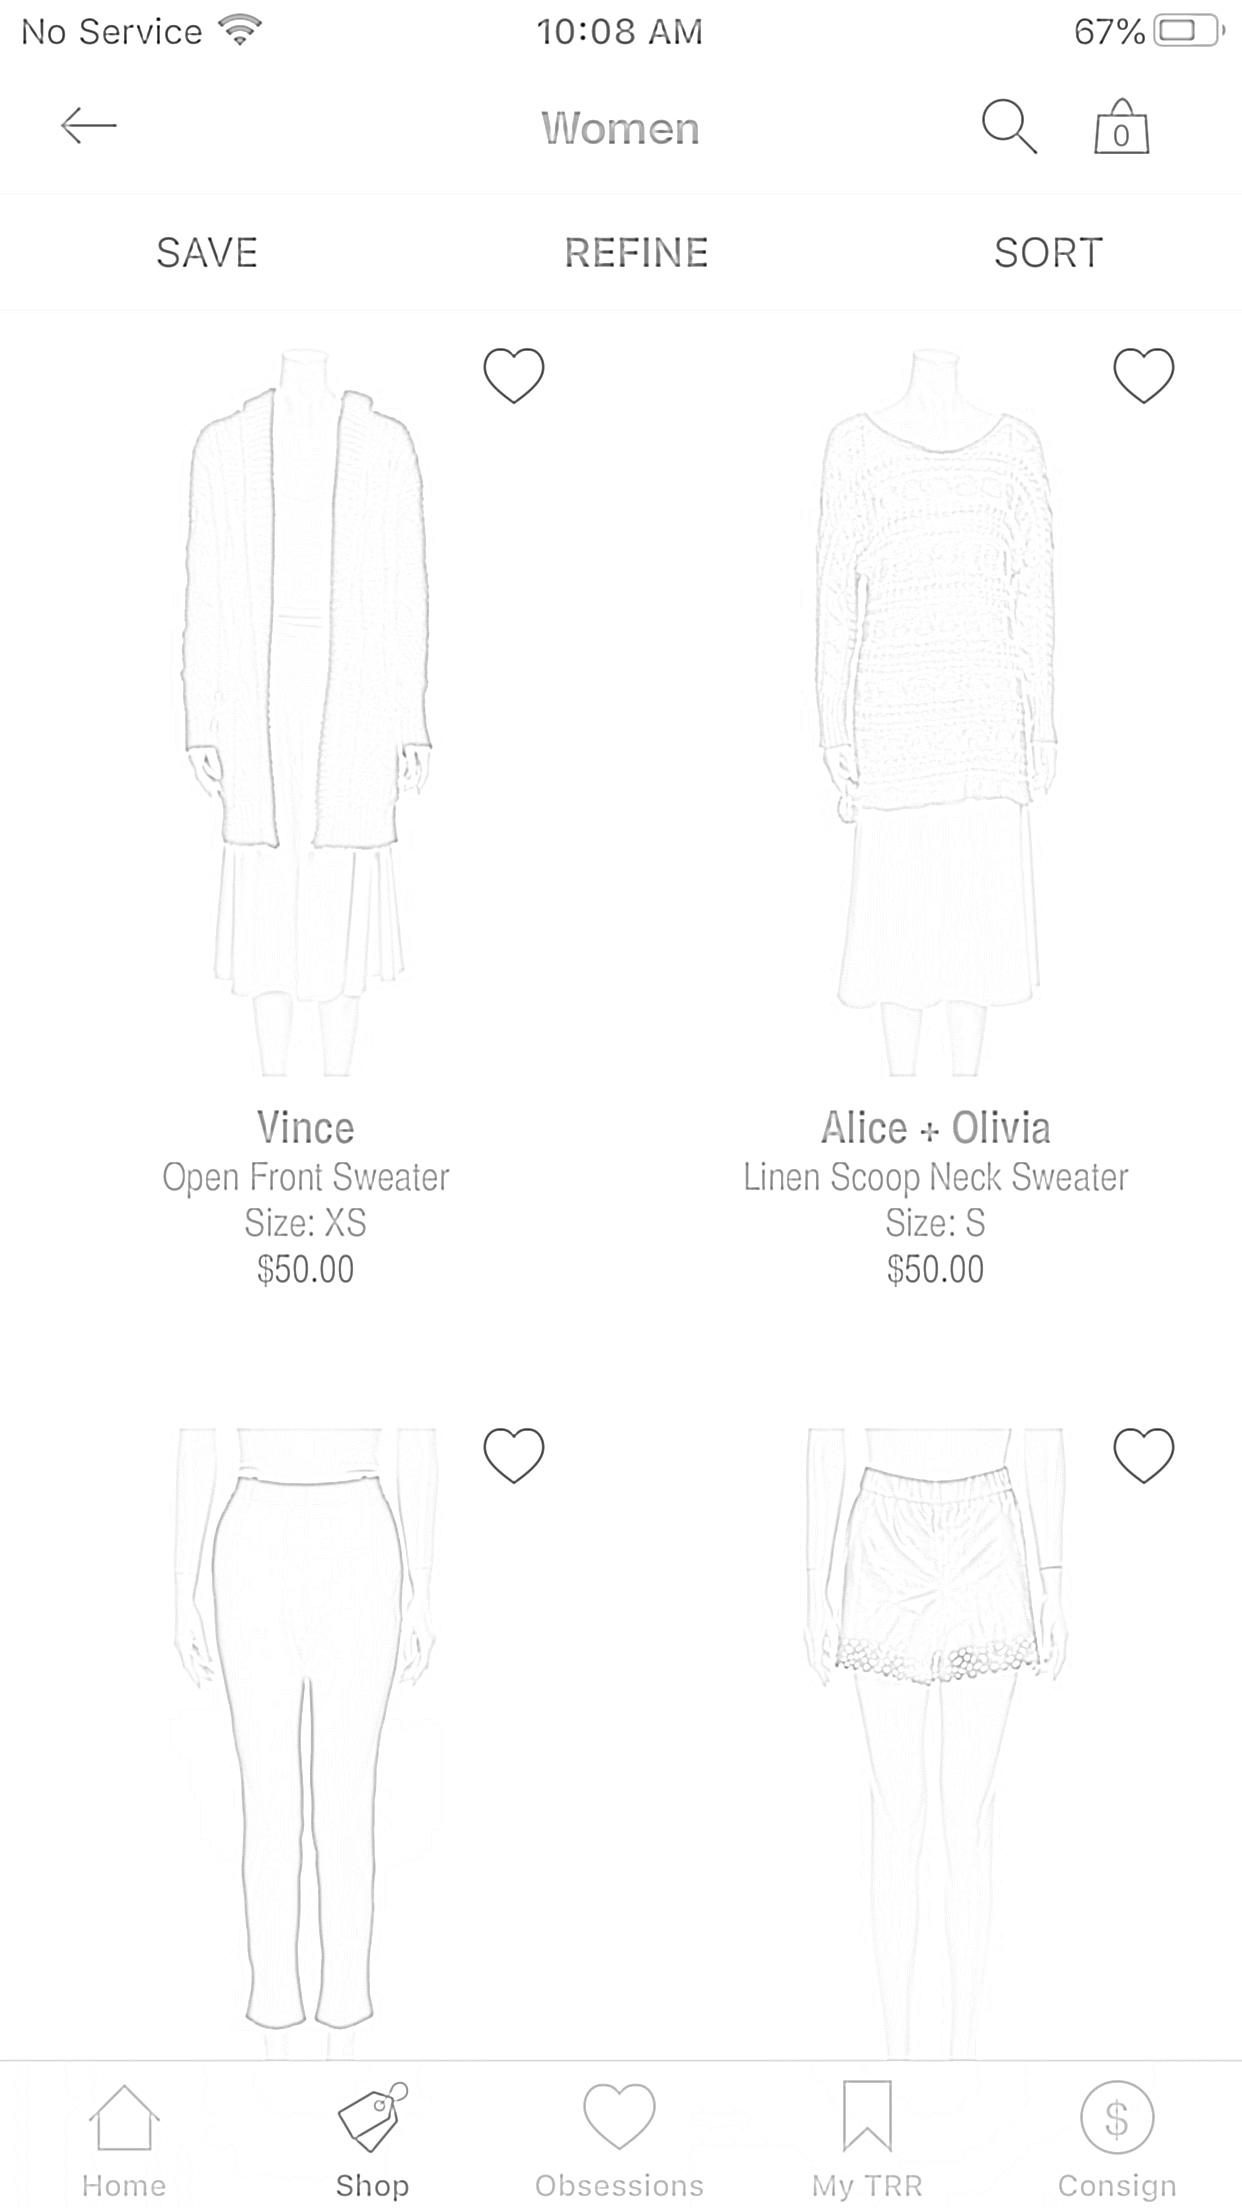 No Service 10:08 AM 67%
Women 0
SAVE REFINE SORT
Vince
Open Front Sweater
Size: XS
$50.00
Alice + Olivia
Linen Scoop Neck Sweater
Size: S
$50.00
$
Home Shop Obsessions My TRR Consign